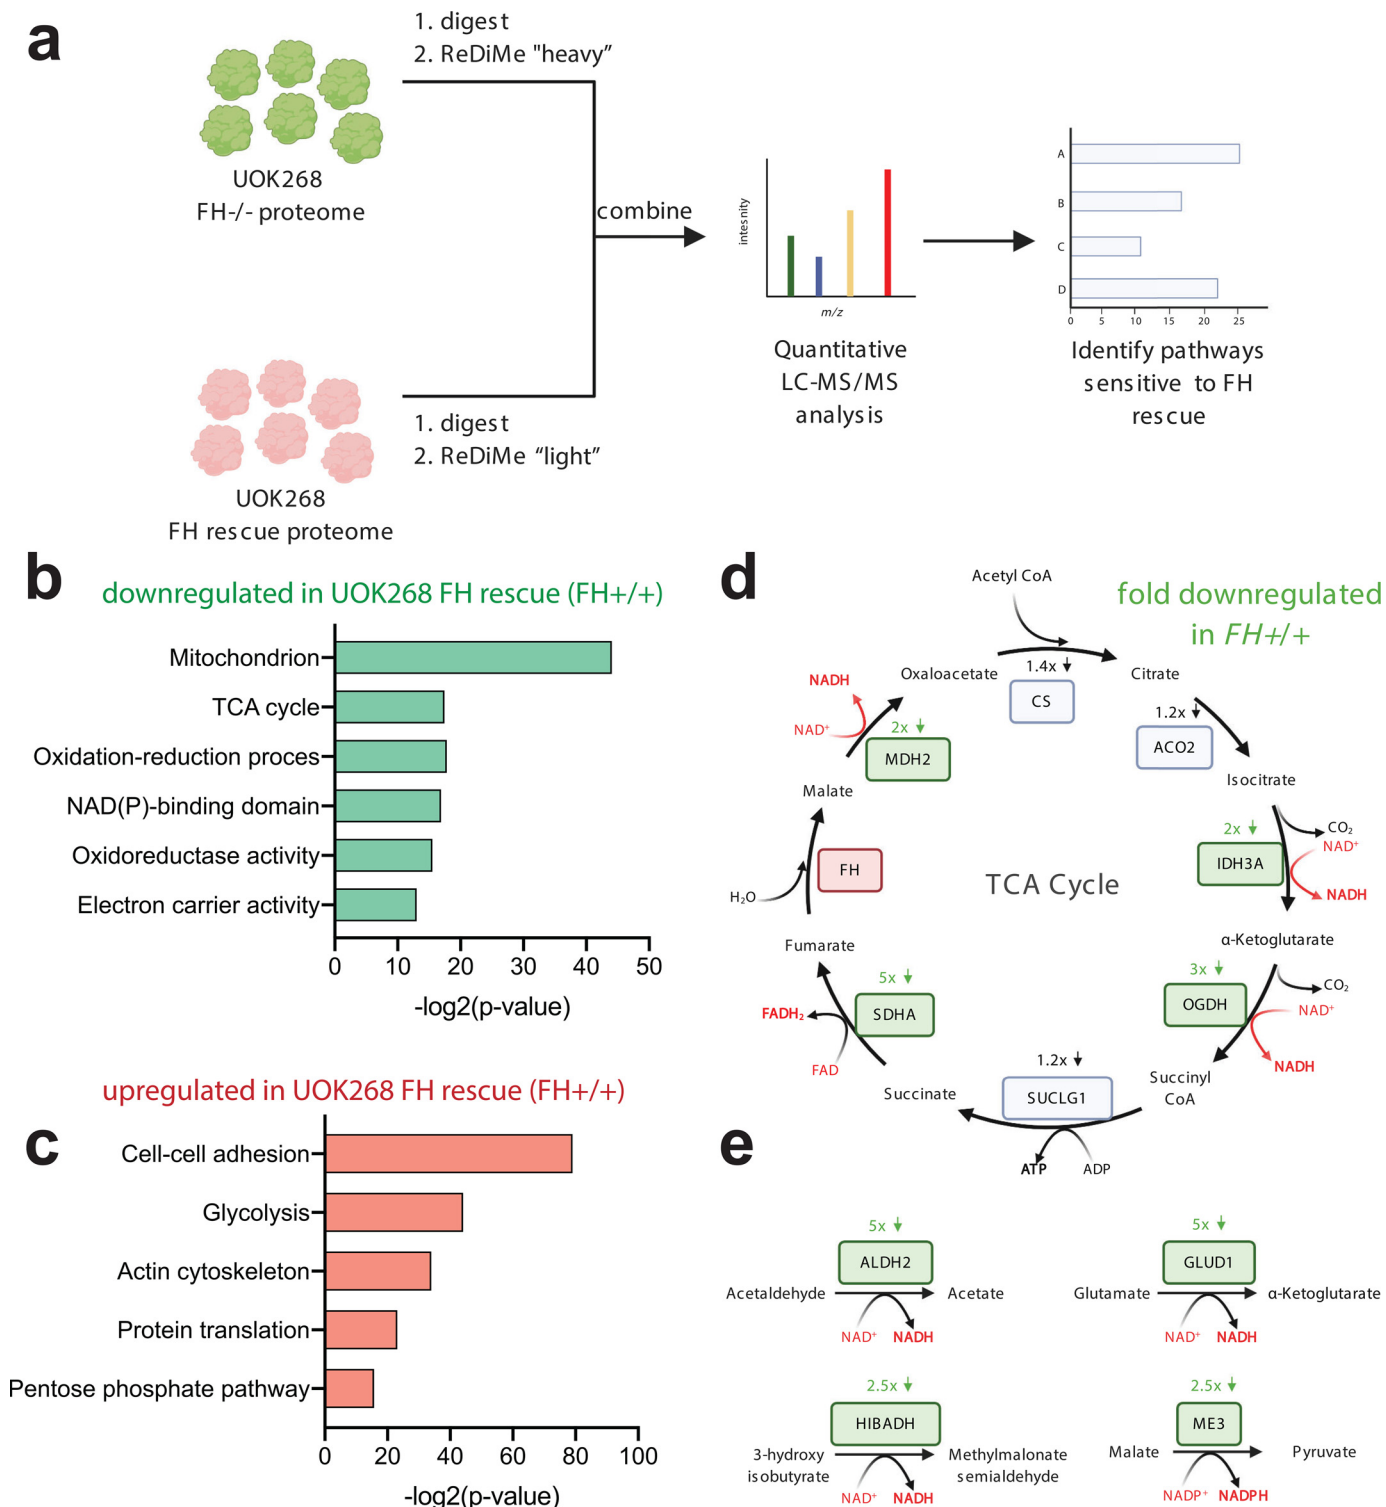 a
1. digest
2. ReDiMe "heavy”
UOK268
FH-/- proteome
combine
1. digest
2. ReDiMe “light”
UOK268
FH rescue proteome
intesnity
m/z
Quantitative
LC-MS/MS
analysis
A
B
C
D
0 5 10 15 20 25
Identify pathways
sensitive to FH
rescue
b
downregulated in UOK268 FH rescue (FH+/+)
Mitochondrion
TCA cycle
Oxidation-reduction proces
NAD(P)-binding domain
Oxidoreductase activity
Electron carrier activity
0 10 20 30 40 50
-log2(p-value)
c
upregulated in UOK268 FH rescue (FH+/+)
Cell-cell adhesion
Glycolysis
Actin cytoskeleton
Protein translation
Pentose phosphate pathway
0 20 40 60 80 100
-log2(p-value)
d
fold downregulated
in FH+/+
TCA Cycle
Acetyl CoA
Oxaloacetate
1.4x ↓
CS
Citrate
1.2x ↓
ACO2
Isocitrate
2x ↓
IDH3A
CO₂
NAD⁺
NADH
α-Ketoglutarate
3x ↓
OGDH
CO₂
NAD⁺
NADH
Succinyl
CoA
1.2x ↓
SUCLG1
ATP
ADP
Succinate
5x ↓
SDHA
FADH₂
FAD
Fumarate
FH
H₂O
Malate
2x ↓
MDH2
NADH
NAD⁺
e
5x ↓
ALDH2
Acetaldehyde
Acetate
NAD⁺ NADH
5x ↓
GLUD1
Glutamate
α-Ketoglutarate
NAD⁺ NADH
2.5x ↓
HIBADH
3-hydroxy
isobutyrate
Methylmalonate
semialdehyde
NAD⁺ NADH
2.5x ↓
ME3
Malate
Pyruvate
NADP⁺ NADPH